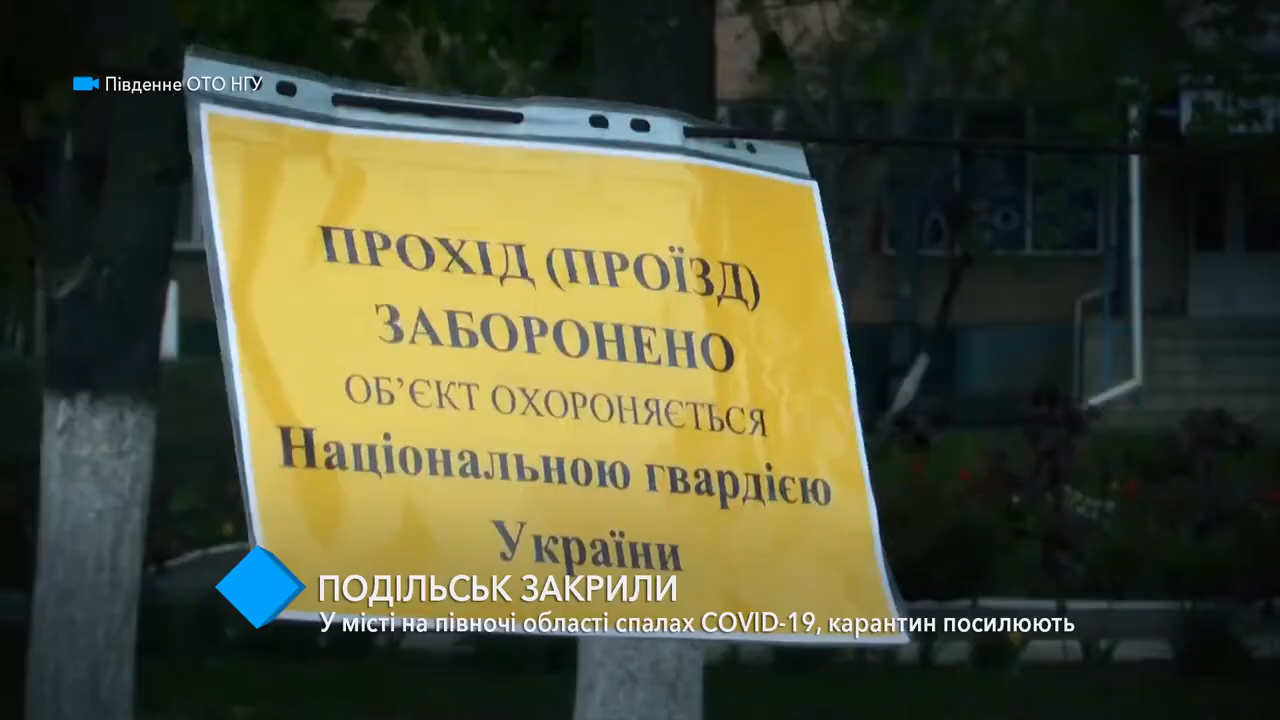 Південне ОТО НГУ
ПРОХІД (ПРОЇЗД)
ЗАБОРОНЕНО
ОБ’ЄКТ ОХОРОНЯЄТЬСЯ
Національною гвардією
України
ПОДІЛЬСЬК ЗАКРИЛИ
У місті на півночі області спалах COVID-19, карантин посилюють